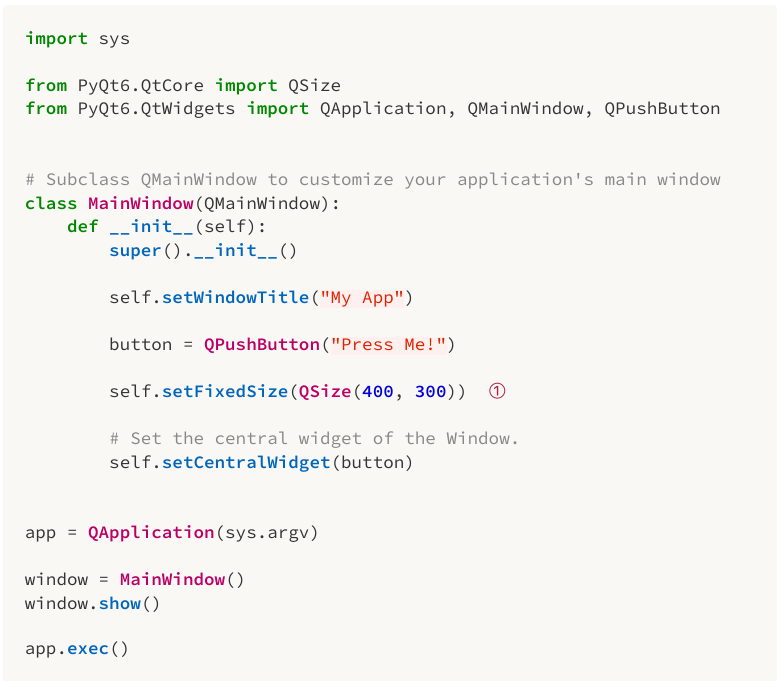 import sys

from PyQt6.QtCore import QSize
from PyQt6.QtWidgets import QApplication, QMainWindow, QPushButton


# Subclass QMainWindow to customize your application's main window
class MainWindow(QMainWindow):
    def __init__(self):
        super().__init__()

        self.setWindowTitle("My App")

        button = QPushButton("Press Me!")

        self.setFixedSize(QSize(400, 300))  ①

        # Set the central widget of the Window.
        self.setCentralWidget(button)


app = QApplication(sys.argv)

window = MainWindow()
window.show()

app.exec()